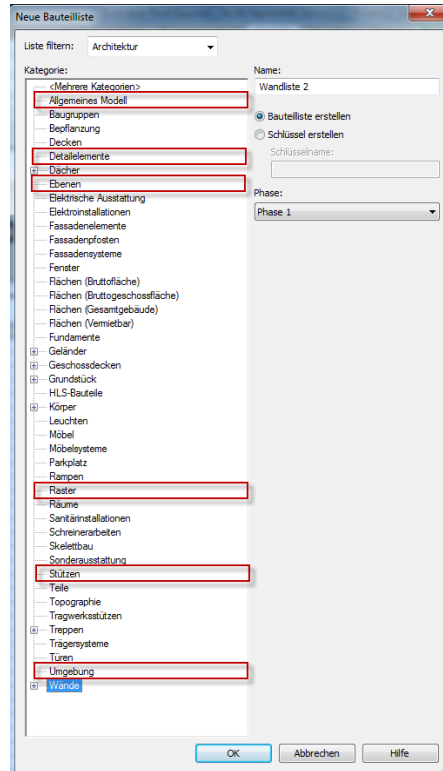 Neue Bauteilliste
Liste filtern: Architektur
Kategorie:
<Mehrere Kategorien>
Allgemeines Modell
Baugruppen
Bepflanzung
Decken
Detailelemente
Dächer
Ebenen
Elektrische Ausstattung
Elektroinstallationen
Fassadenelemente
Fassadenpfosten
Fassadensysteme
Fenster
Flächen (Bruttofläche)
Flächen (Bruttogeschossfläche)
Flächen (Gesamtgebäude)
Flächen (Vermietbar)
Fundamente
Geländer
Geschossdecken
Grundstück
HLS-Bauteile
Körper
Leuchten
Möbel
Möbelsysteme
Parkplatz
Rampen
Raster
Räume
Sanitärinstallationen
Schreinerarbeiten
Skelettbau
Sonderausstattung
Stützen
Teile
Topographie
Tragwerksstützen
Treppen
Trägersysteme
Türen
Umgebung
Wände
Name:
Wandliste 2
Bauteilliste erstellen
Schlüssel erstellen
Schlüsselname:
Phase:
Phase 1
OK Abbrechen Hilfe